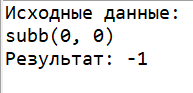 Исходные данные:
subb(0, 0)
Результат: -1